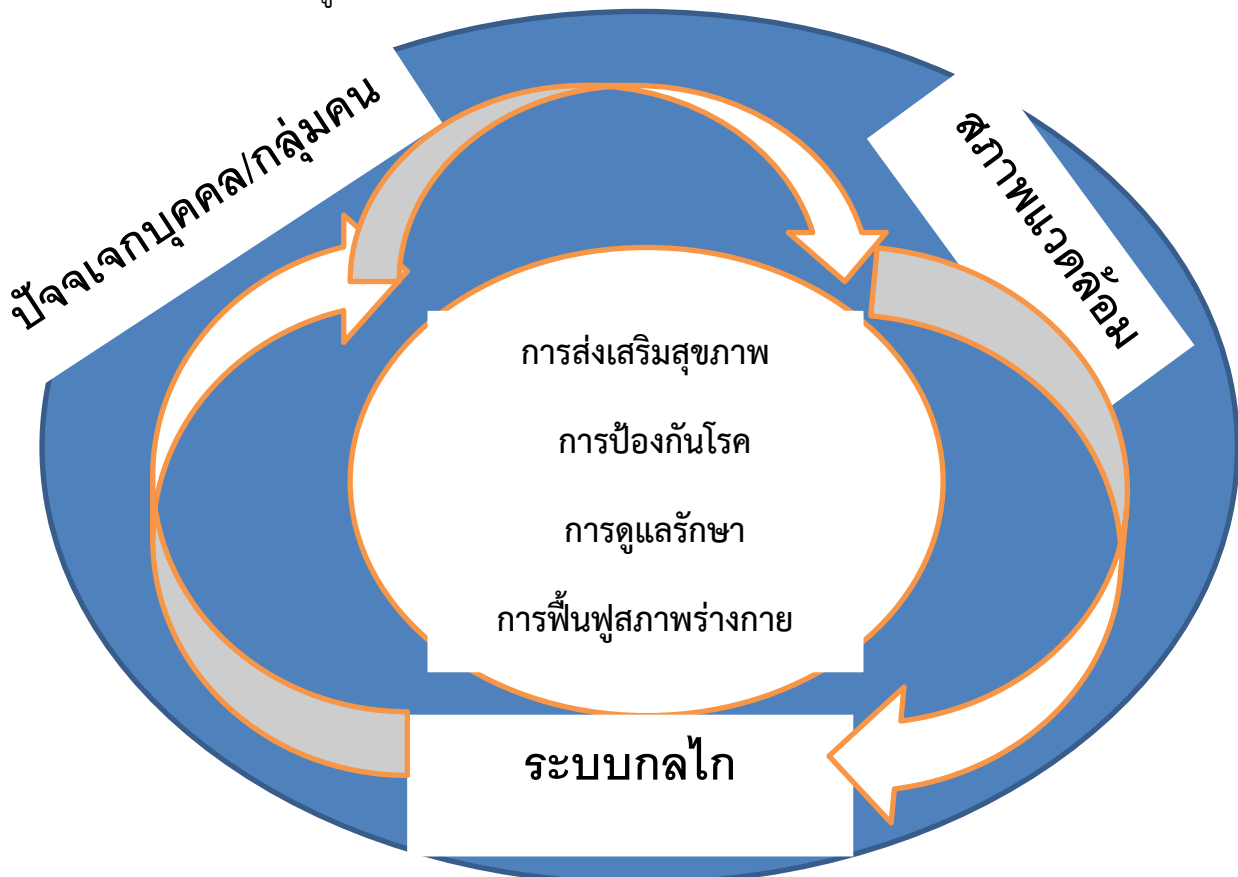 ปัจจเจกบุคคล/กลุ่มคน
สภาพแวดล้อม
การส่งเสริมสุขภาพ
การป้องกันโรค
การดูแลรักษา
การฟื้นฟูสภาพร่างกาย
ระบบกลไก